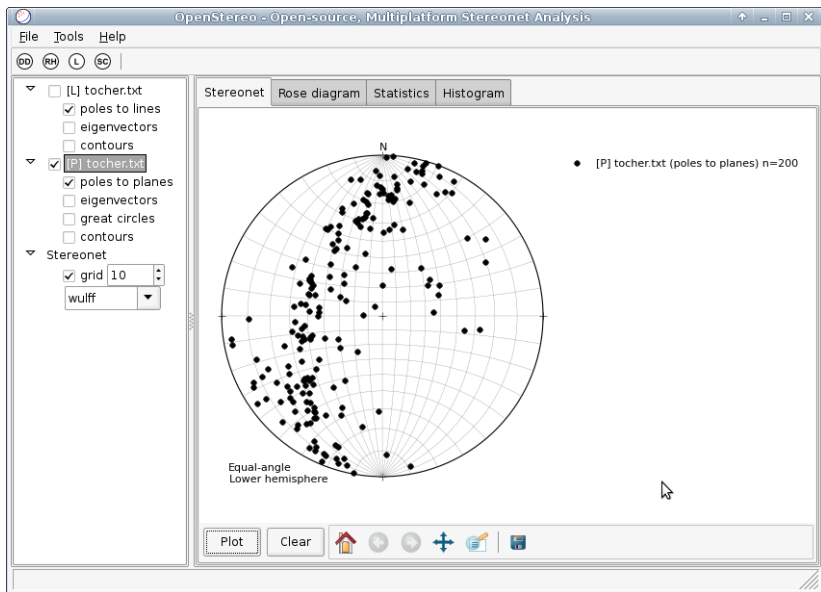 OpenStereo - Open-source, Multiplatform Stereonet Analysis
File Tools Help
DD RH L SC
[L] tocher.txt
poles to lines
eigenvectors
contours
[P] tocher.txt
poles to planes
eigenvectors
great circles
contours
Stereonet
grid 10
wulff
Stereonet Rose diagram Statistics Histogram
N
[P] tocher.txt (poles to planes) n=200
Equal-angle
Lower hemisphere
Plot Clear